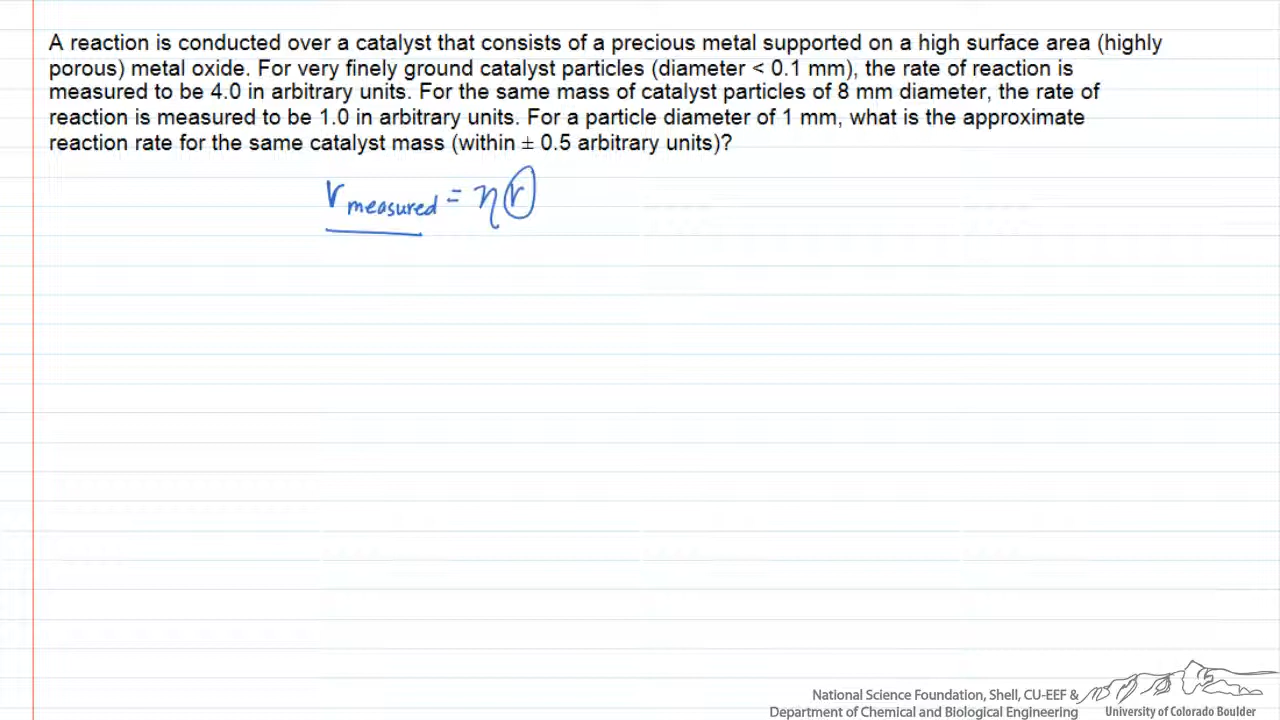 A reaction is conducted over a catalyst that consists of a precious metal supported on a high surface area (highly
porous) metal oxide. For very finely ground catalyst particles (diameter < 0.1 mm), the rate of reaction is
measured to be 4.0 in arbitrary units. For the same mass of catalyst particles of 8 mm diameter, the rate of
reaction is measured to be 1.0 in arbitrary units. For a particle diameter of 1 mm, what is the approximate
reaction rate for the same catalyst mass (within ± 0.5 arbitrary units)?
r measured = η r
National Science Foundation, Shell, CU-EEF &
Department of Chemical and Biological Engineering
University of Colorado Boulder